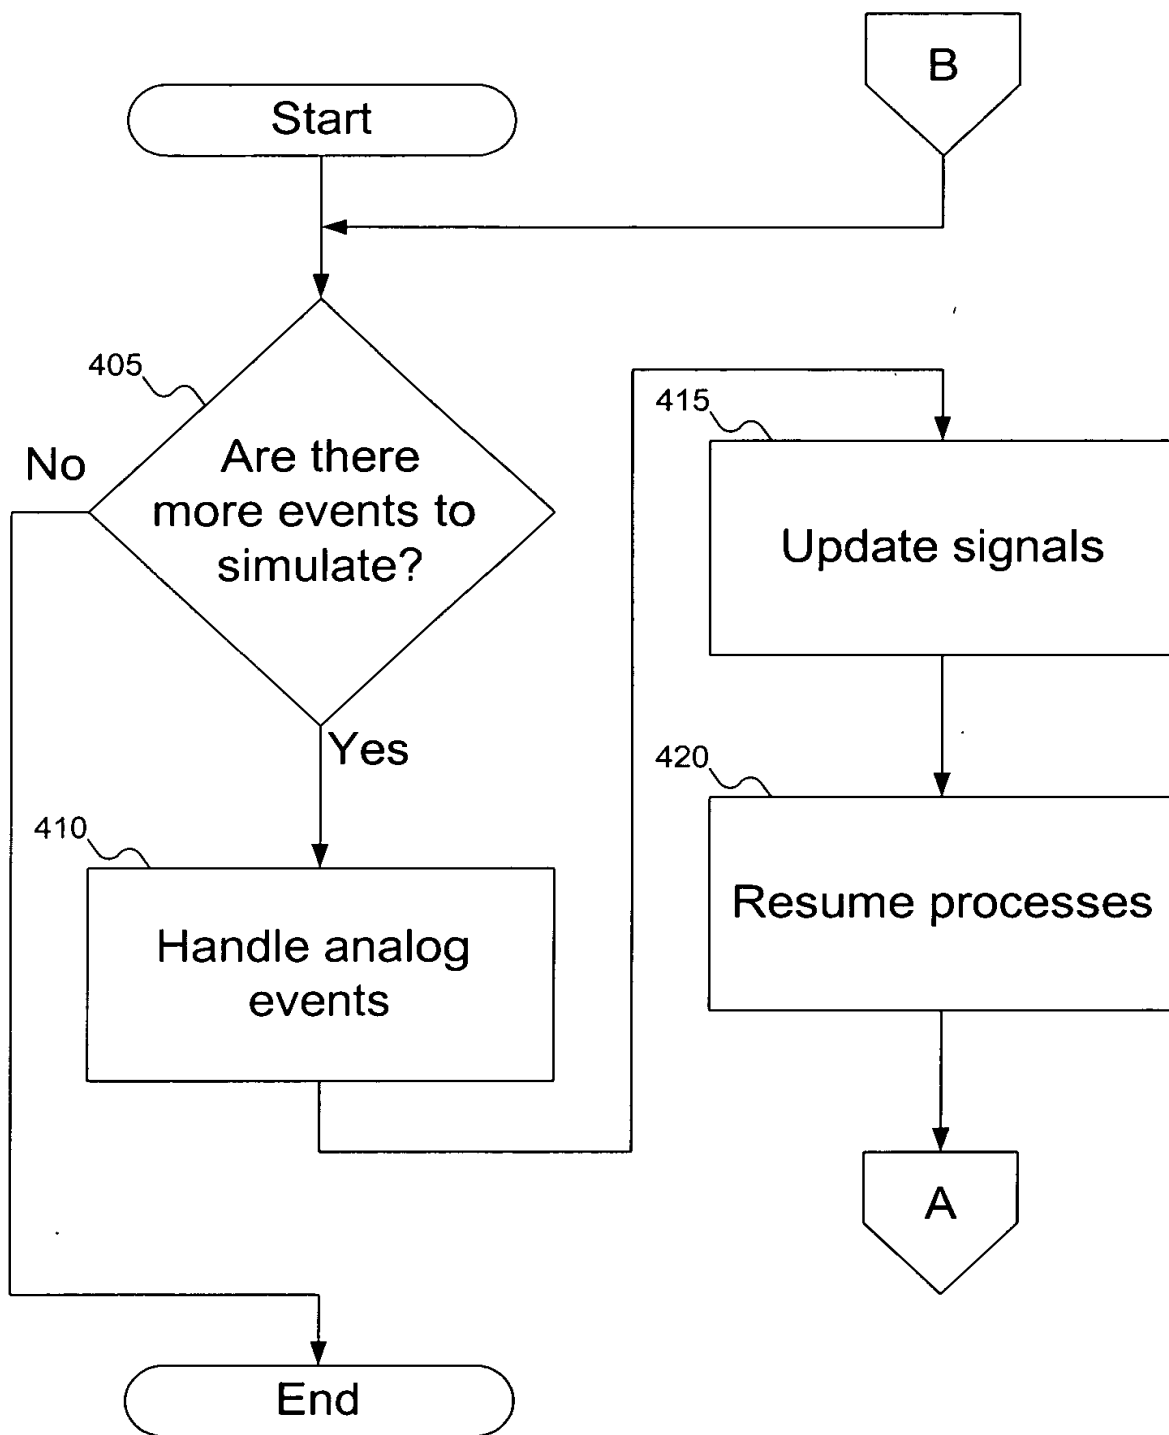 B
Start
405
No
Are there
more events to
simulate?
Yes
410
Handle analog
events
415
Update signals
420
Resume processes
A
End